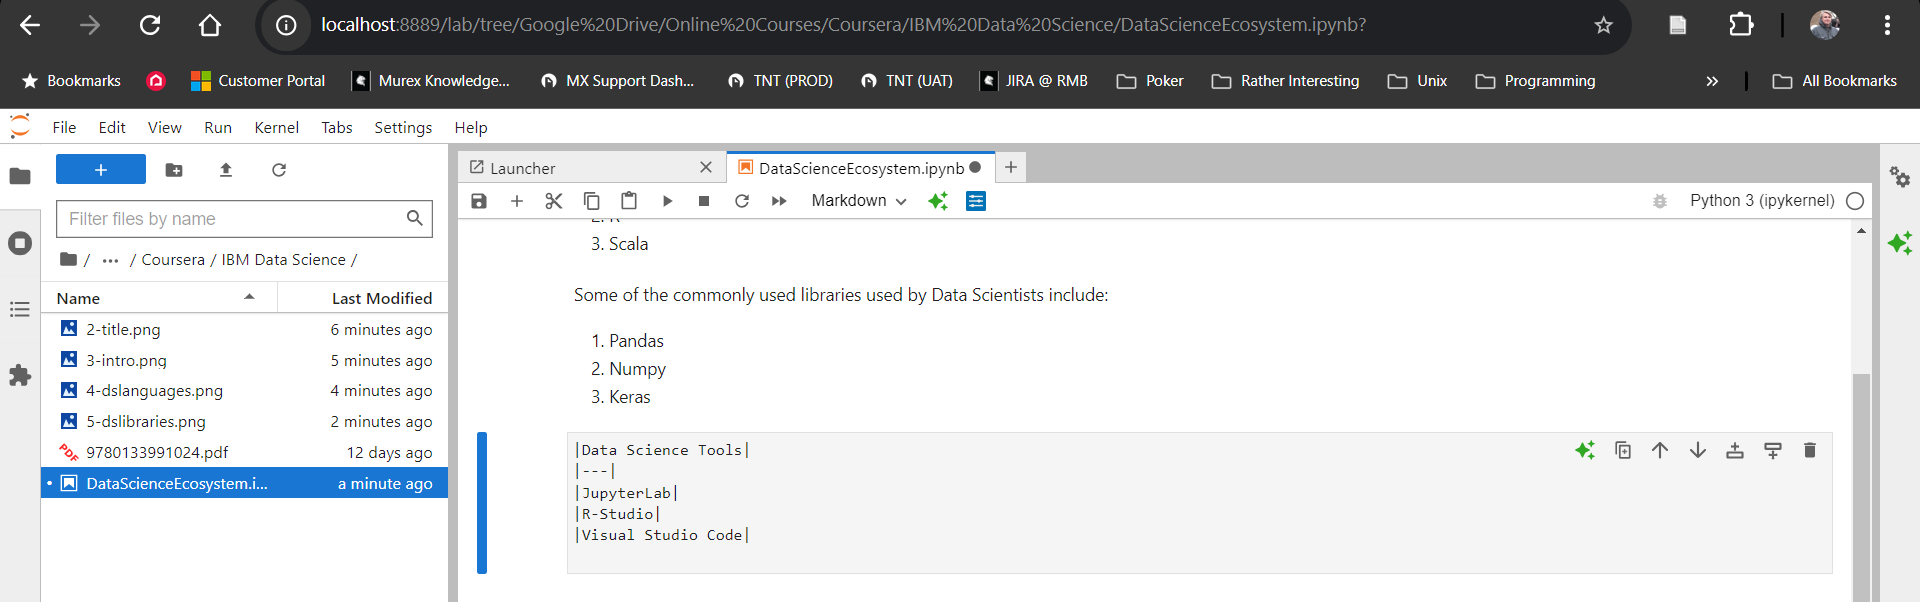 localhost:8889/lab/tree/Google%20Drive/Online%20Courses/Coursera/IBM%20Data%20Science/DataScienceEcosystem.ipynb?
Bookmarks Customer Portal Murex Knowledge... MX Support Dash... TNT (PROD) TNT (UAT) JIRA @ RMB Poker Rather Interesting Unix Programming » All Bookmarks
File Edit View Run Kernel Tabs Settings Help
Launcher DataScienceEcosystem.ipynb
Markdown Python 3 (ipykernel)
Filter files by name
/ ... / Coursera / IBM Data Science /
Name Last Modified
2-title.png 6 minutes ago
3-intro.png 5 minutes ago
4-dslanguages.png 4 minutes ago
5-dslibraries.png 2 minutes ago
PDF 9780133991024.pdf 12 days ago
DataScienceEcosystem.i... a minute ago
3. Scala
Some of the commonly used libraries used by Data Scientists include:
1. Pandas
2. Numpy
3. Keras
|Data Science Tools|
|---|
|JupyterLab|
|R-Studio|
|Visual Studio Code|